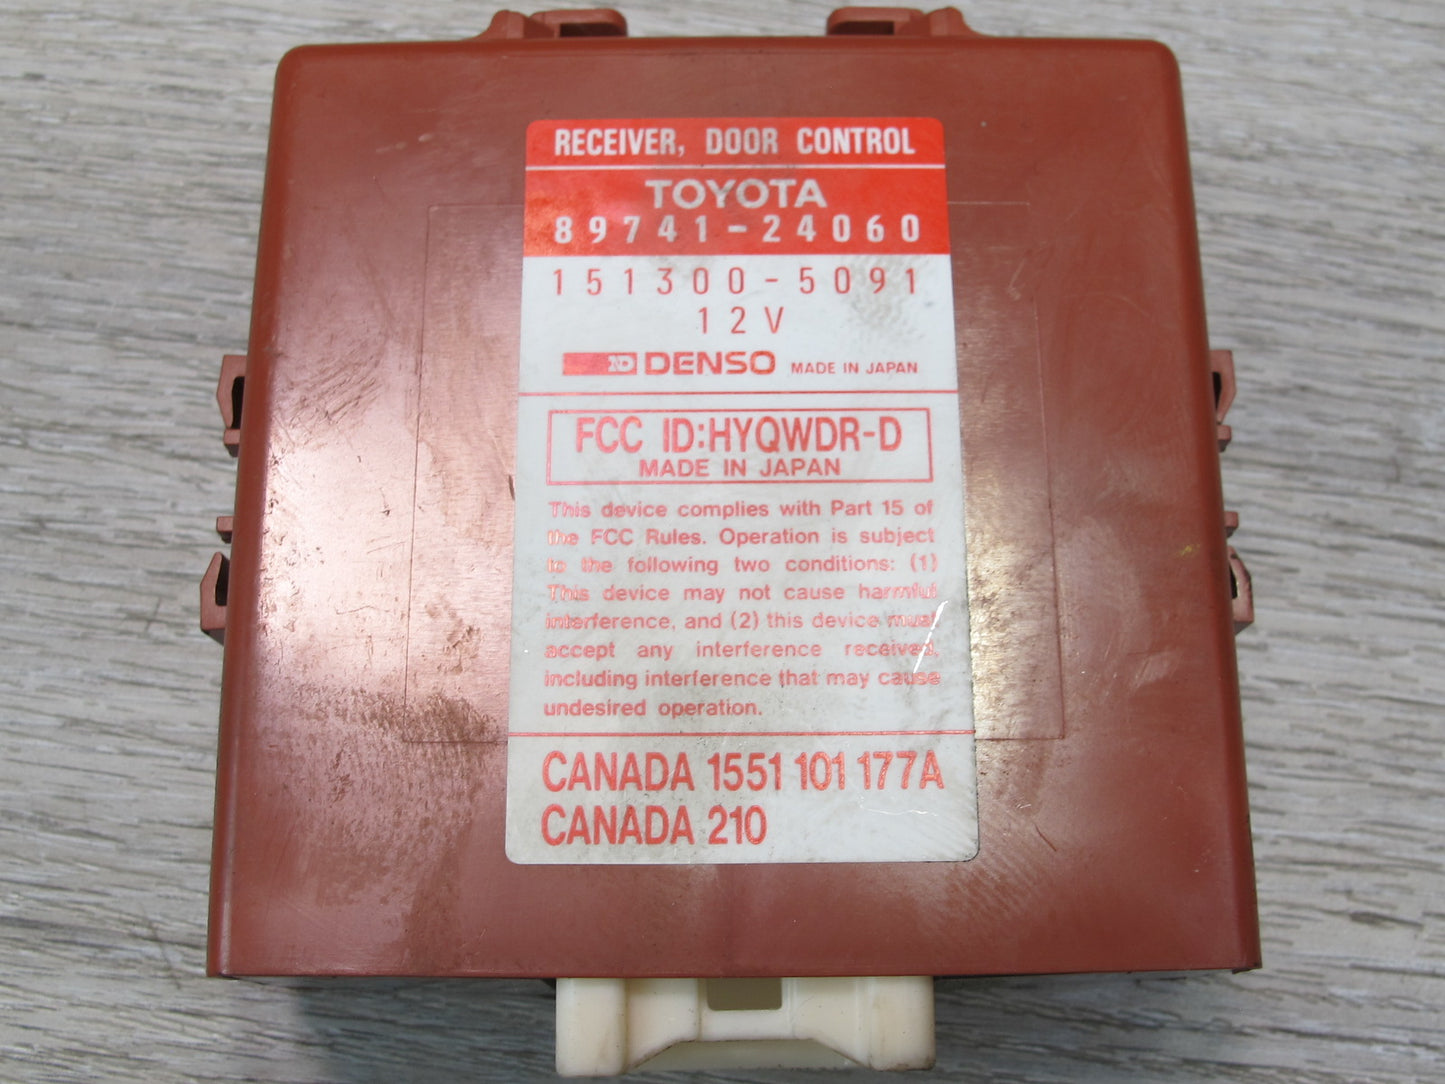 RECEIVER, DOOR CONTROL
TOYOTA
89741-24060
151300-5091
12V
ND DENSO MADE IN JAPAN
FCC ID:HYQWDR-D
MADE IN JAPAN
This device complies with Part 15 of
the FCC Rules. Operation is subject
to the following two conditions: (1)
This device may not cause harmful
interference, and (2) this device must
accept any interference received,
including interference that may cause
undesired operation.
CANADA 1551 101 177A
CANADA 210